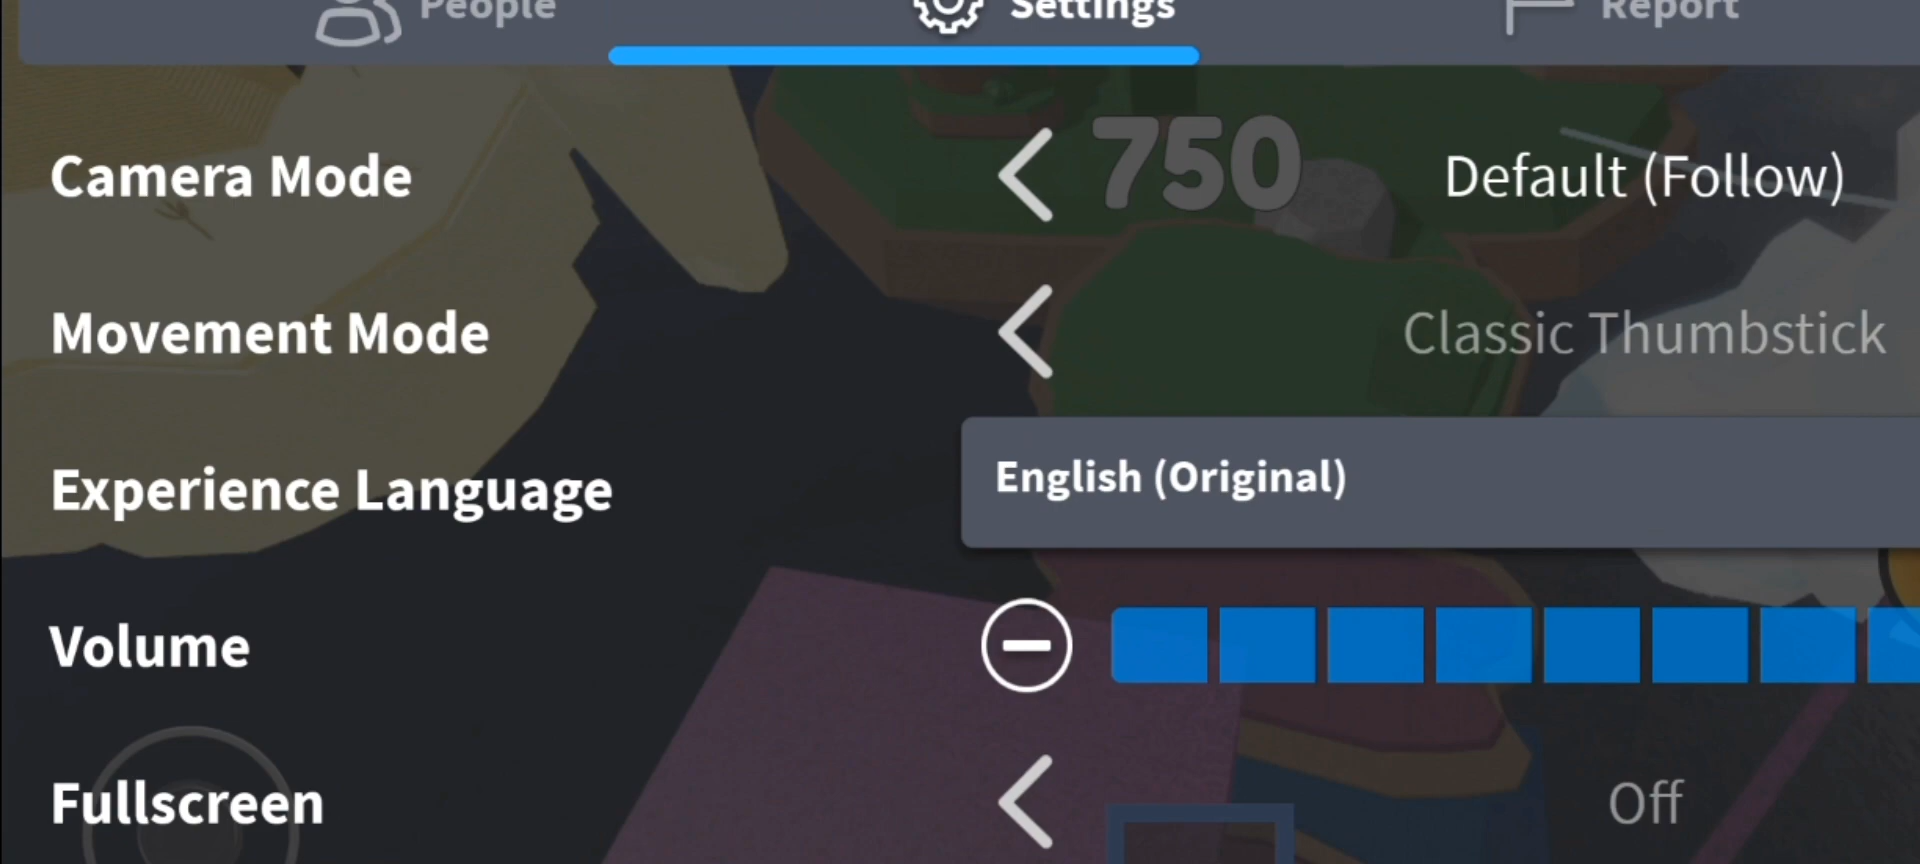 People
Settings
Report
Camera Mode
750
Default (Follow)
Movement Mode
Classic Thumbstick
Experience Language
English (Original)
Volume
Fullscreen
Off